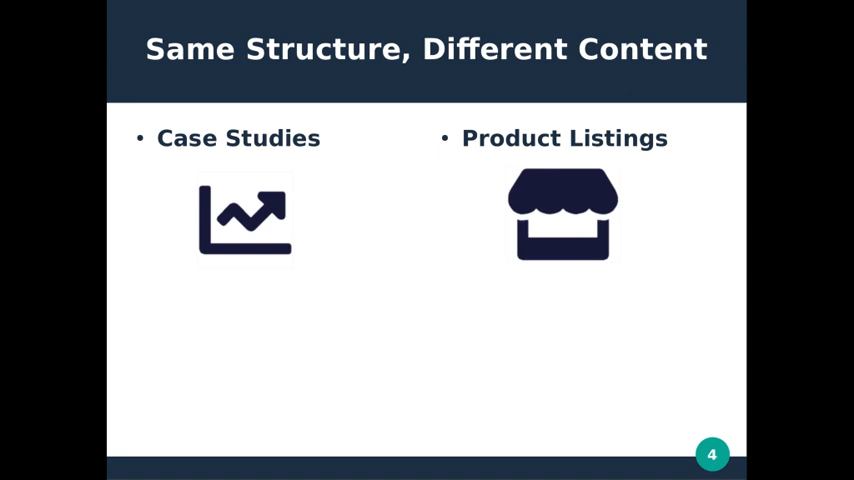 Same Structure, Different Content
• Case Studies
• Product Listings
4